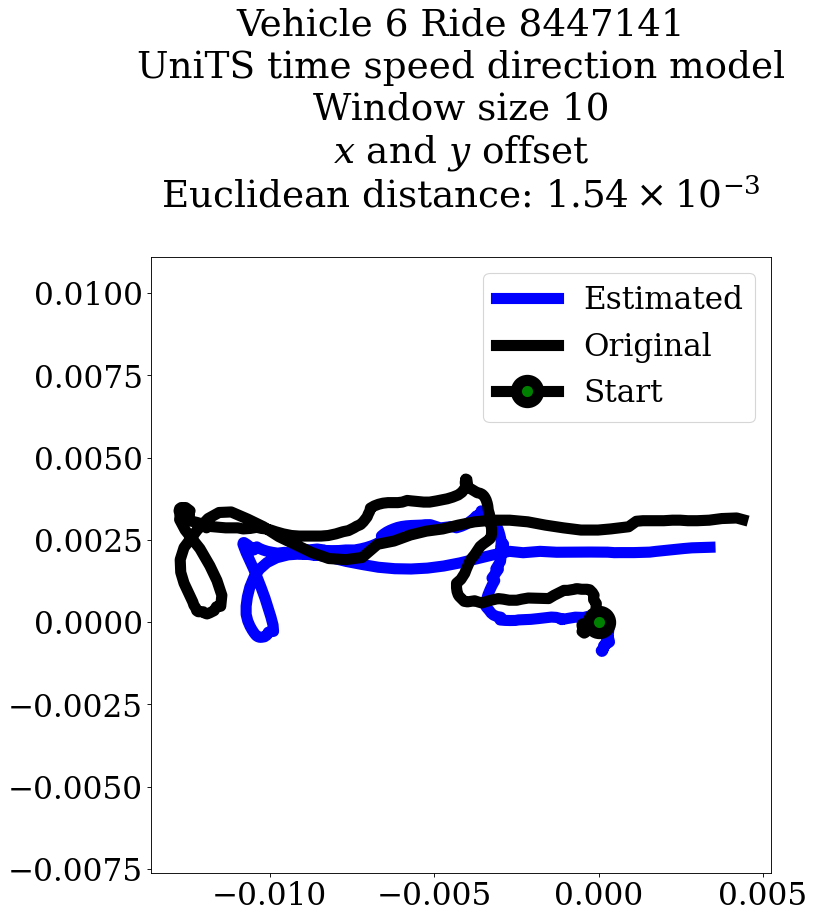 Vehicle 6 Ride 8447141
UniTS time speed direction model
Window size 10
x and y offset
Euclidean distance: 1.54 × 10⁻³
Estimated
Original
Start
0.0100
0.0075
0.0050
0.0025
0.0000
−0.0025
−0.0050
−0.0075
−0.010
−0.005
0.000
0.005